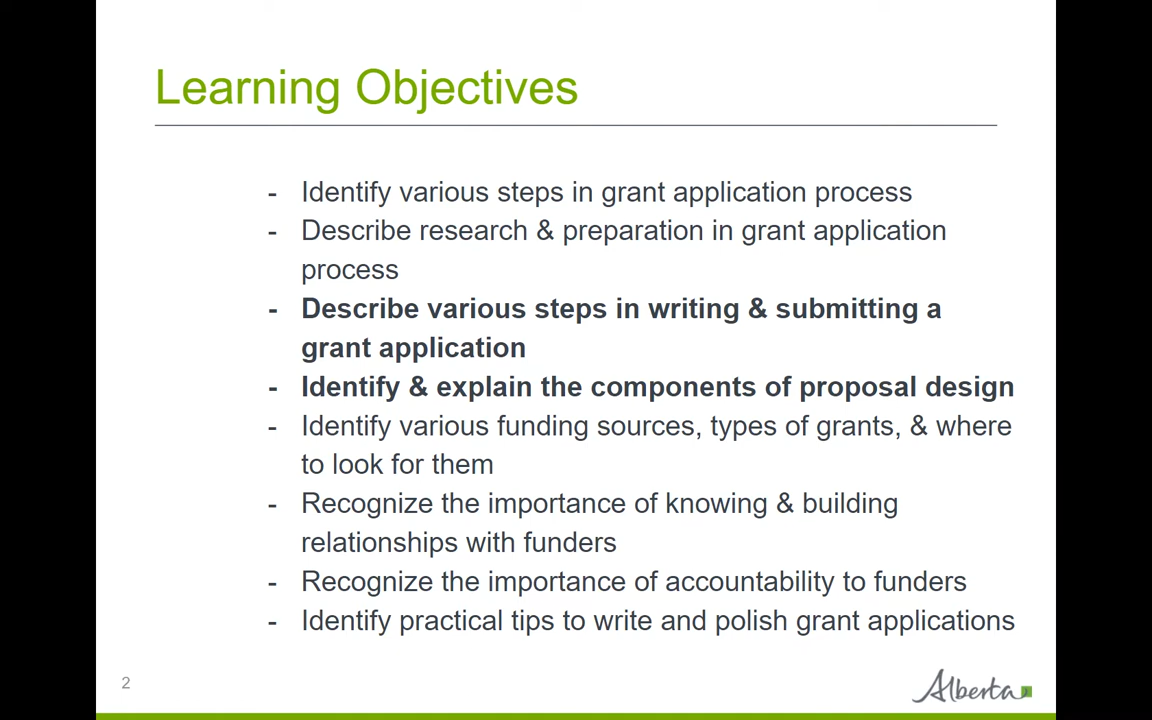 Learning Objectives
- Identify various steps in grant application process
- Describe research & preparation in grant application
process
- Describe various steps in writing & submitting a
grant application
- Identify & explain the components of proposal design
- Identify various funding sources, types of grants, & where
to look for them
- Recognize the importance of knowing & building
relationships with funders
- Recognize the importance of accountability to funders
- Identify practical tips to write and polish grant applications
2
Alberta